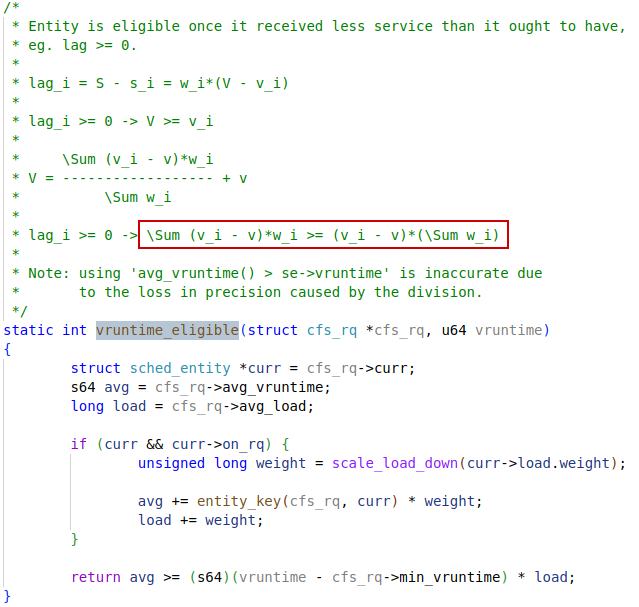 /*
 * Entity is eligible once it received less service than it ought to have,
 * eg. lag >= 0.
 *
 * lag_i = S - s_i = w_i*(V - v_i)
 *
 * lag_i >= 0 -> V >= v_i
 *
 *     \Sum (v_i - v)*w_i
 * V = ------------------ + v
 *          \Sum w_i
 *
 * lag_i >= 0 -> \Sum (v_i - v)*w_i >= (v_i - v)*(\Sum w_i)
 *
 * Note: using 'avg_vruntime() > se->vruntime' is inaccurate due
 *       to the loss in precision caused by the division.
 */
static int vruntime_eligible(struct cfs_rq *cfs_rq, u64 vruntime)
{
        struct sched_entity *curr = cfs_rq->curr;
        s64 avg = cfs_rq->avg_vruntime;
        long load = cfs_rq->avg_load;

        if (curr && curr->on_rq) {
                unsigned long weight = scale_load_down(curr->load.weight);

                avg += entity_key(cfs_rq, curr) * weight;
                load += weight;
        }

        return avg >= (s64)(vruntime - cfs_rq->min_vruntime) * load;
}